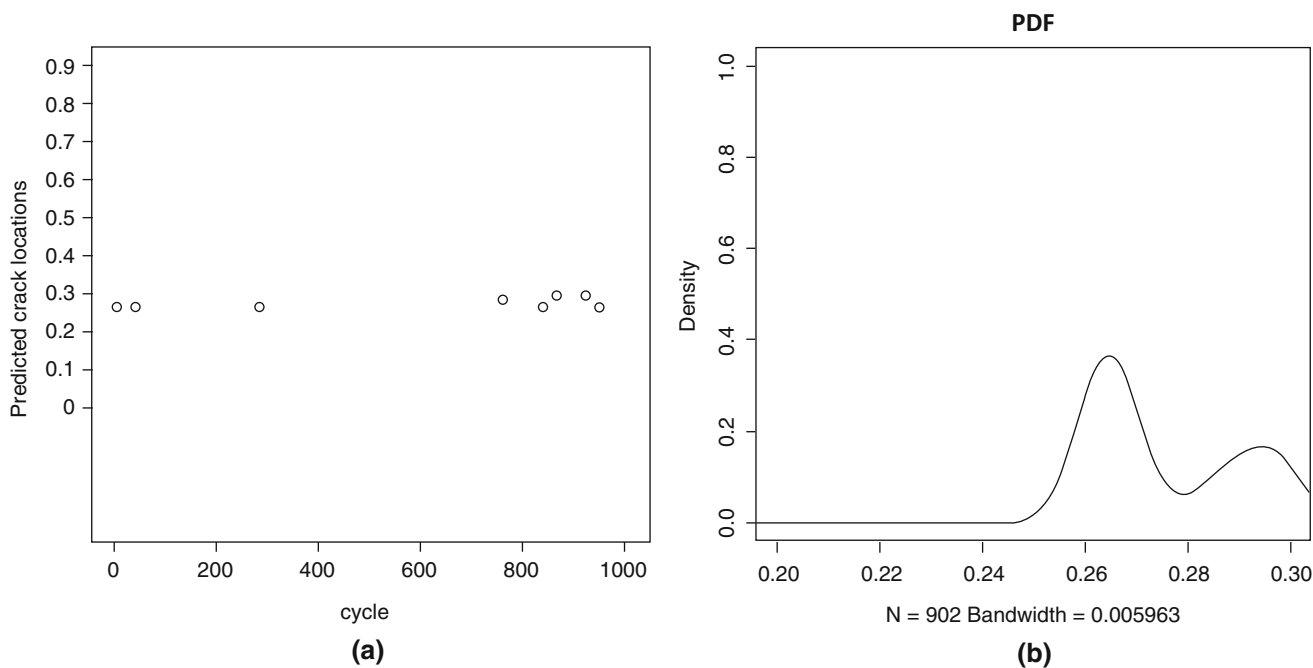 0.9
0.8
0.7
0.6
0.5
0.4
0.3
0.2
0.1
0
Predicted crack locations
0 200 400 600 800 1000
cycle
(a)
PDF
1.0
0.8
0.6
0.4
0.2
0.0
Density
0.20 0.22 0.24 0.26 0.28 0.30
N = 902 Bandwidth = 0.005963
(b)